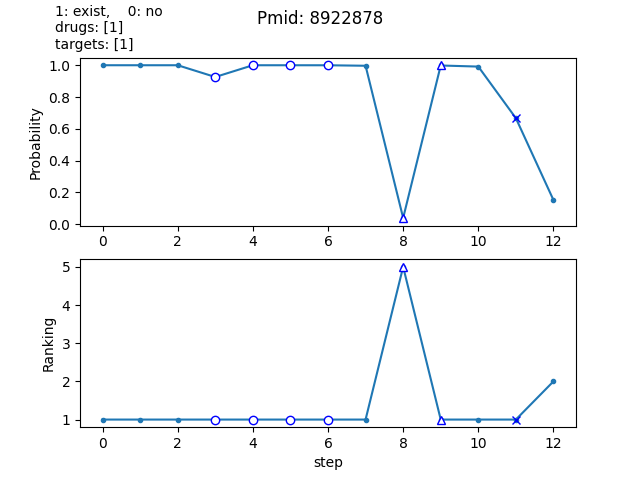 1: exist,    0: no
drugs: [1]
targets: [1]
Pmid: 8922878
Probability
1.0
0.8
0.6
0.4
0.2
0.0
0 2 4 6 8 10 12
Ranking
5
4
3
2
1
0 2 4 6 8 10 12
step